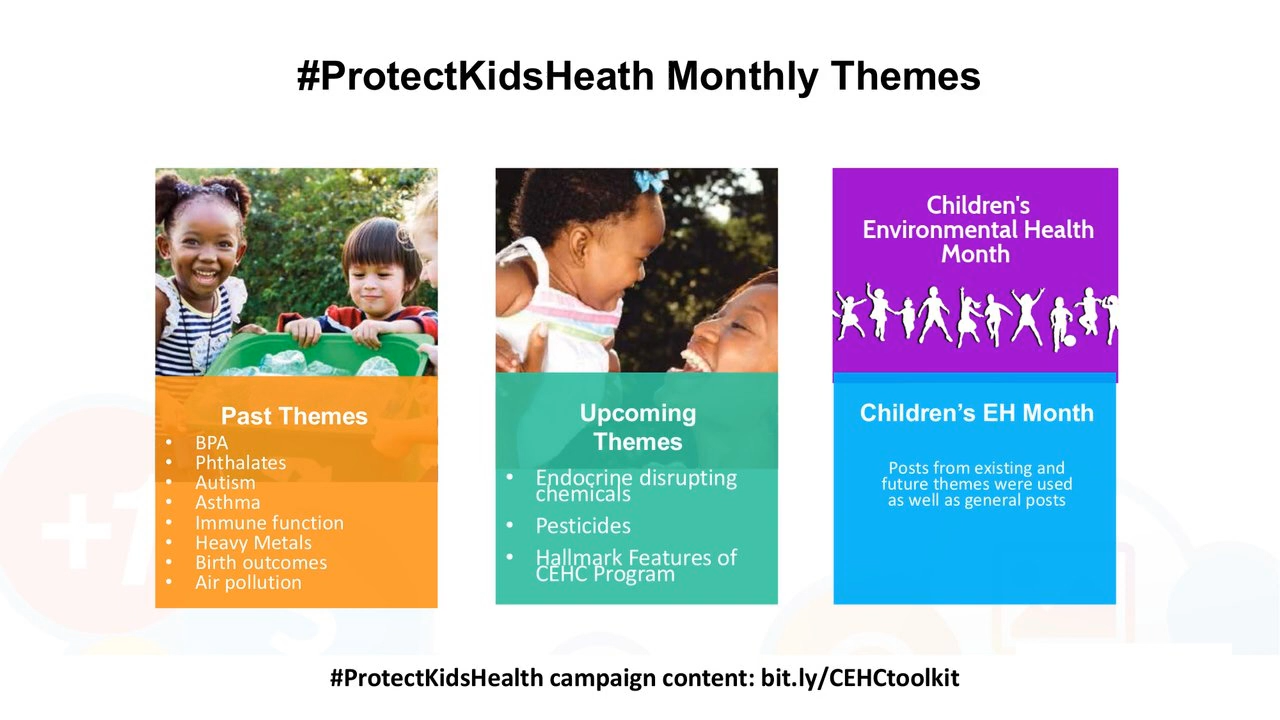 #ProtectKidsHeath Monthly Themes
Past Themes
• BPA
• Phthalates
• Autism
• Asthma
• Immune function
• Heavy Metals
• Birth outcomes
• Air pollution
Upcoming
Themes
• Endocrine disrupting
chemicals
• Pesticides
• Hallmark Features of
CEHC Program
Children's
Environmental Health
Month
Children’s EH Month
Posts from existing and
future themes were used
as well as general posts
+1
#ProtectKidsHealth campaign content: bit.ly/CEHCtoolkit